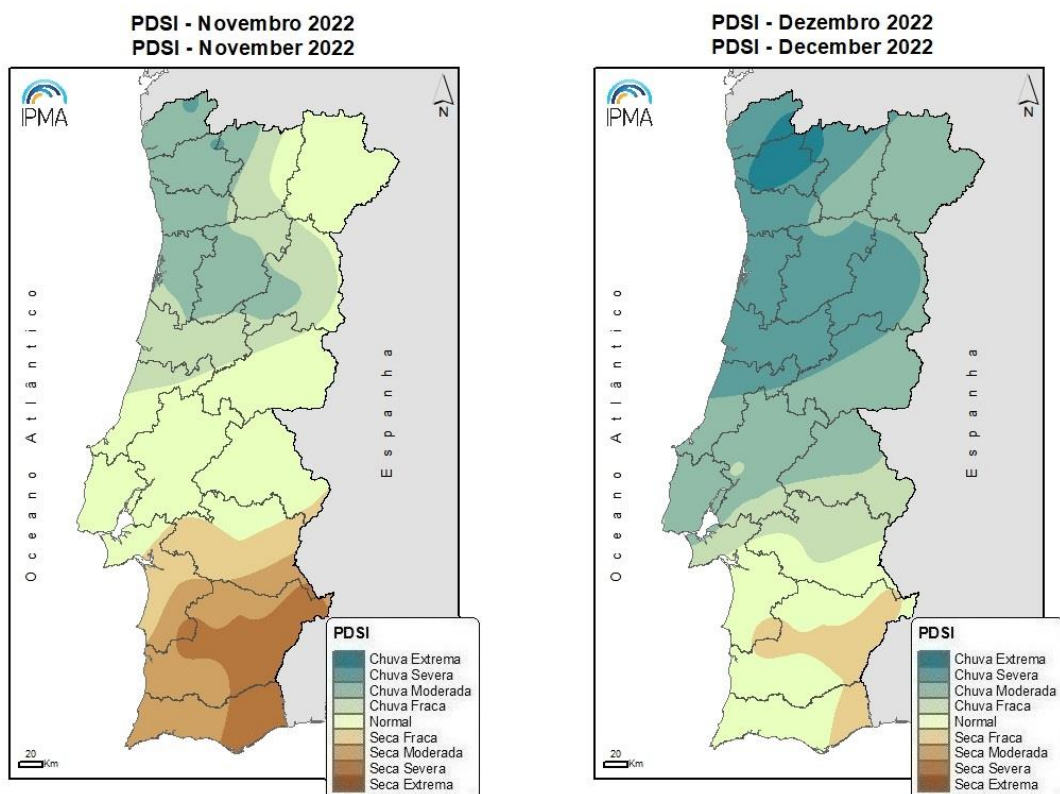 PDSI - Novembro 2022
PDSI - November 2022
IPMA
N
Oceano Atlântico
Espanha
PDSI
Chuva Extrema
Chuva Severa
Chuva Moderada
Chuva Fraca
Normal
Seca Fraca
Seca Moderada
Seca Severa
Seca Extrema
20
Km
PDSI - Dezembro 2022
PDSI - December 2022
IPMA
N
Oceano Atlântico
Espanha
PDSI
Chuva Extrema
Chuva Severa
Chuva Moderada
Chuva Fraca
Normal
Seca Fraca
Seca Moderada
Seca Severa
Seca Extrema
20
Km